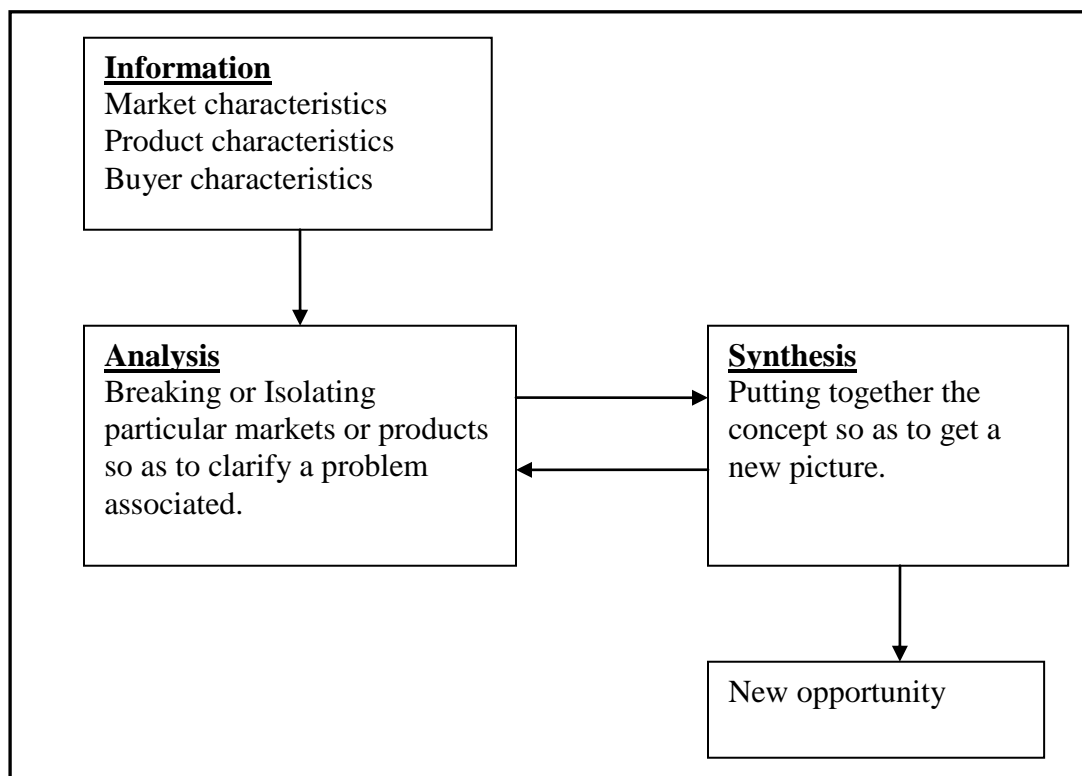 Information
Market characteristics
Product characteristics
Buyer characteristics
Analysis
Breaking or Isolating
particular markets or products
so as to clarify a problem
associated.
Synthesis
Putting together the
concept so as to get a
new picture.
New opportunity